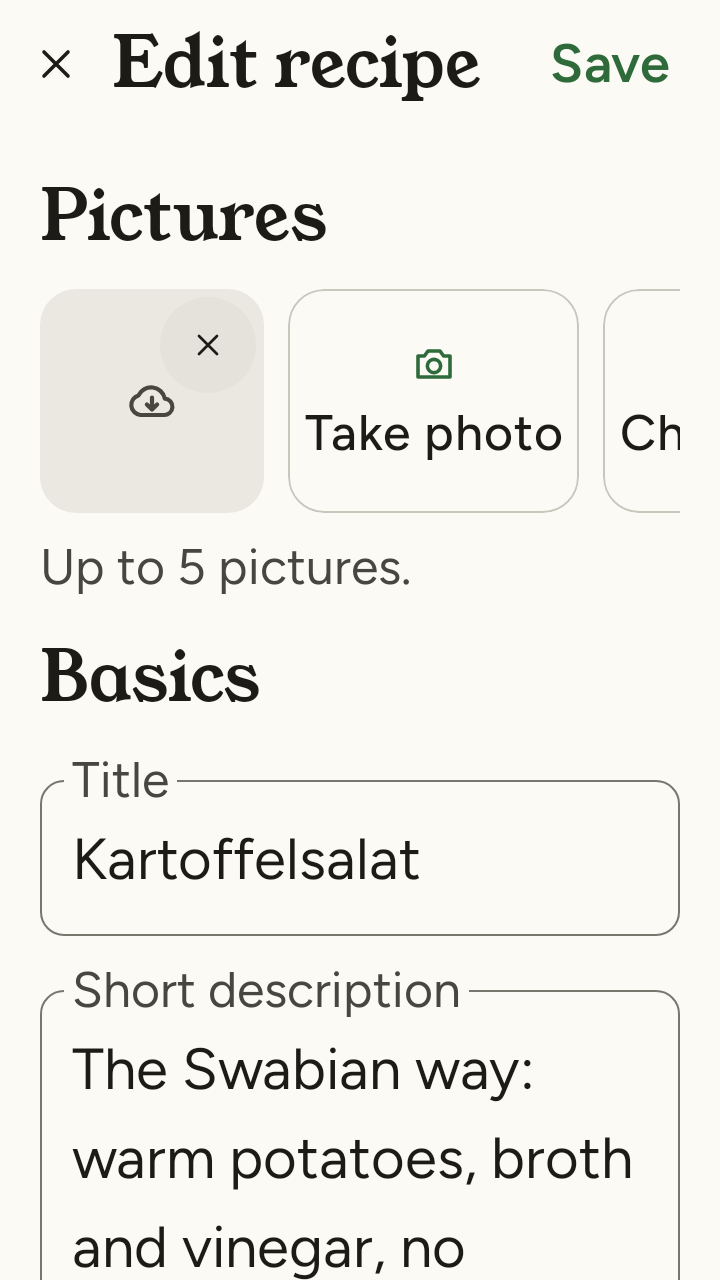 Edit recipe
Save
Pictures
Take photo
Ch
Up to 5 pictures.
Basics
Title
Kartoffelsalat
Short description
The Swabian way:
warm potatoes, broth
and vinegar, no